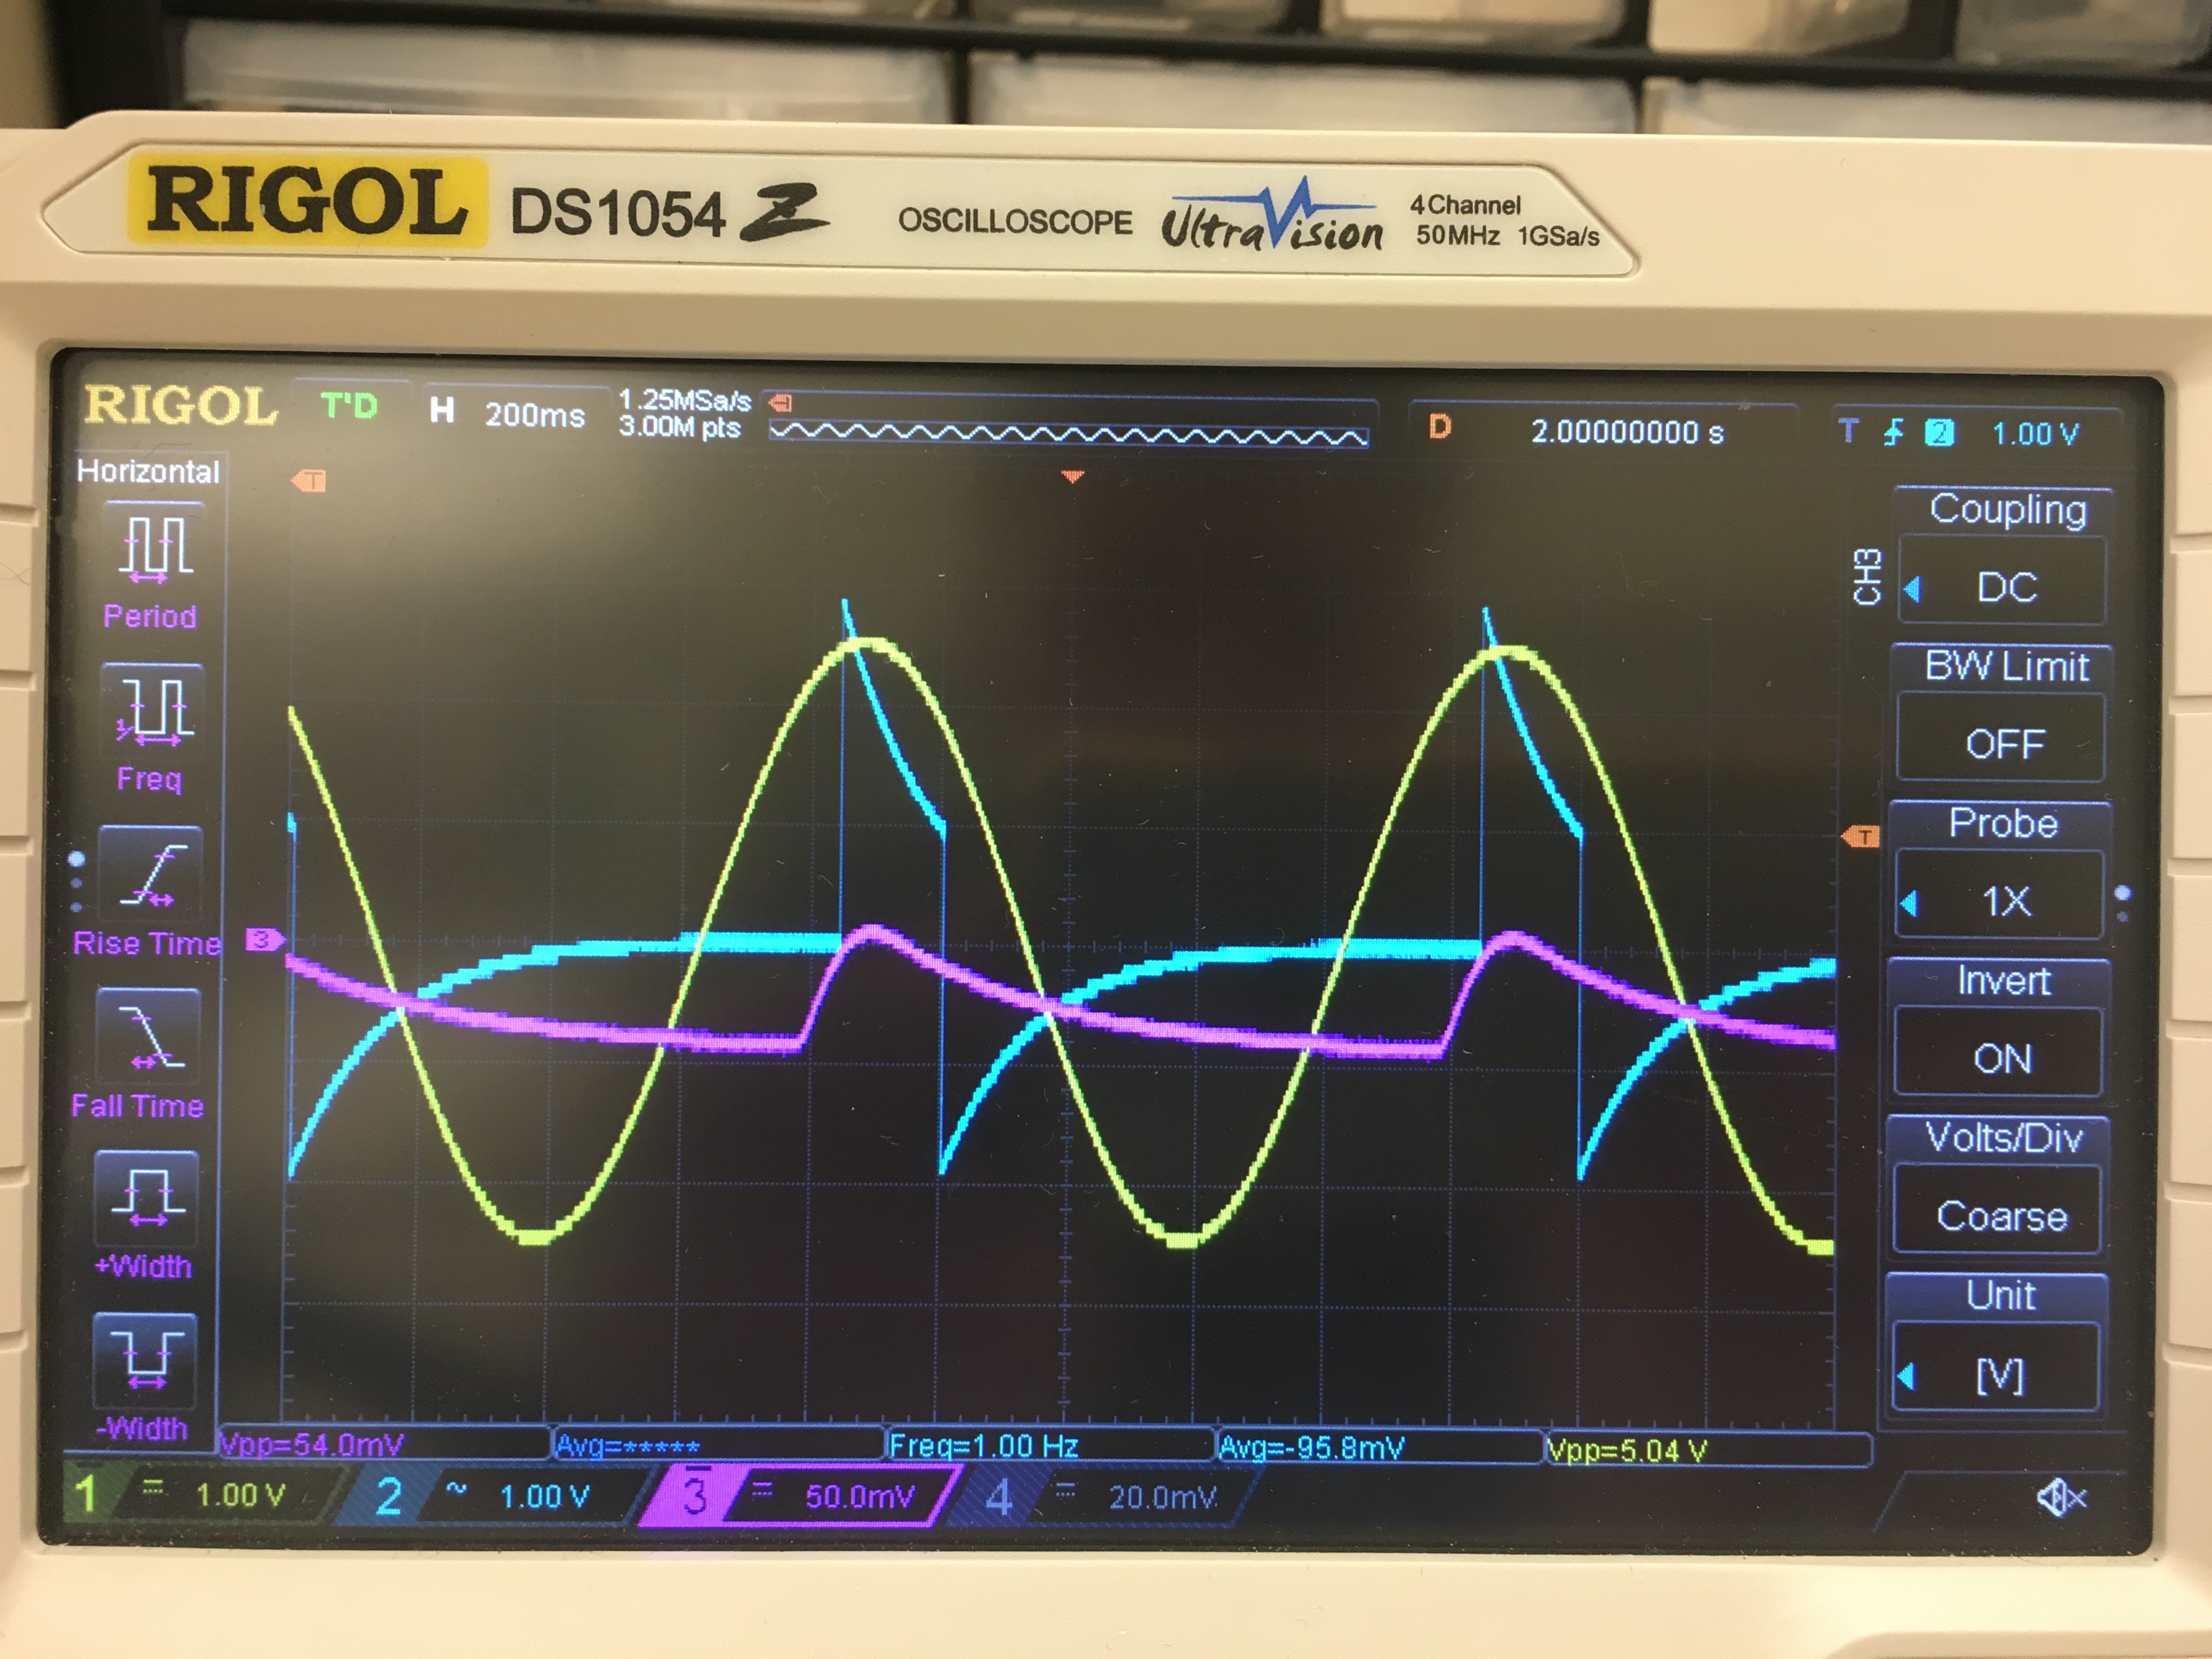 RIGOL DS1054 Z OSCILLOSCOPE UltraVision 4 Channel
50MHz 1GSa/s
RIGOL T'D H 200ms 1.25MSa/s
3.00M pts
D 2.00000000 s T 2 1.00 V
Horizontal
Period
Freq
Rise Time
Fall Time
+Width
-Width
T
T
3
CH3
Coupling
DC
BW Limit
OFF
Probe
1X
Invert
ON
Volts/Div
Coarse
Unit
[V]
Vpp=54.0mV Avg=***** Freq=1.00 Hz Avg=-95.8mV Vpp=5.04 V
1 1.00 V 2 ~ 1.00 V 3 50.0mV 4 20.0mV